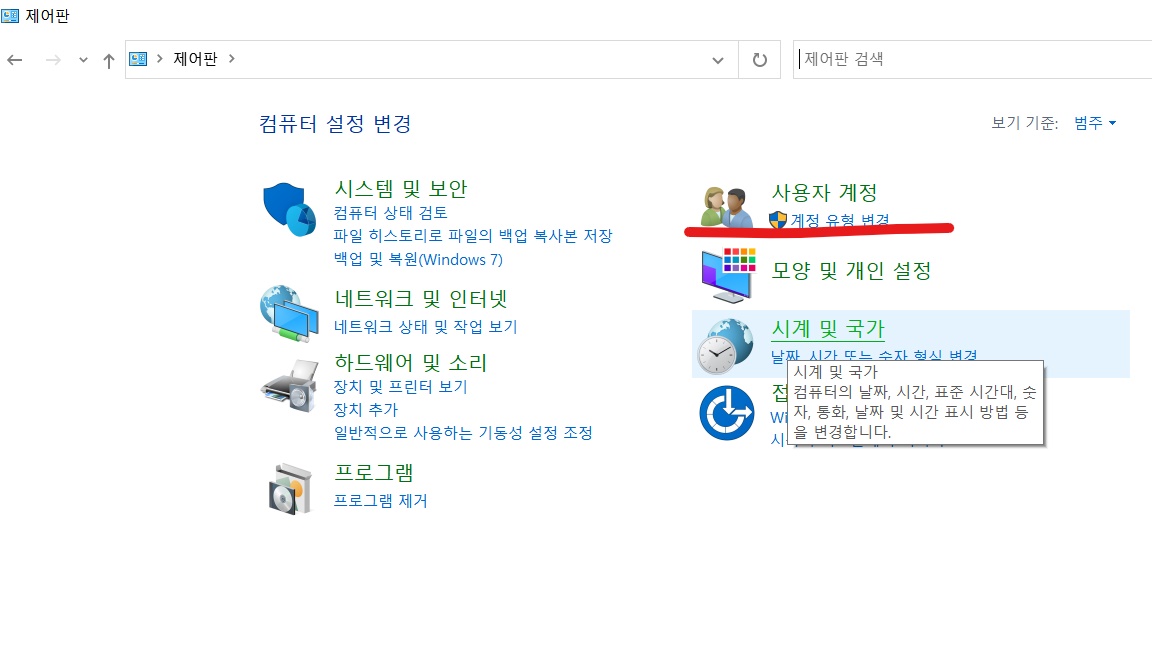 제어판
제어판
제어판 검색
컴퓨터 설정 변경
보기 기준: 범주
시스템 및 보안
컴퓨터 상태 검토
파일 히스토리로 파일의 백업 복사본 저장
백업 및 복원(Windows 7)
네트워크 및 인터넷
네트워크 상태 및 작업 보기
하드웨어 및 소리
장치 및 프린터 보기
장치 추가
일반적으로 사용하는 기동성 설정 조정
프로그램
프로그램 제거
사용자 계정
계정 유형 변경
모양 및 개인 설정
시계 및 국가
날짜, 시간 또는 숫자 형식 변경
시계 및 국가
컴퓨터의 날짜, 시간, 표준 시간대, 숫
자, 통화, 날짜 및 시간 표시 방법 등
을 변경합니다.